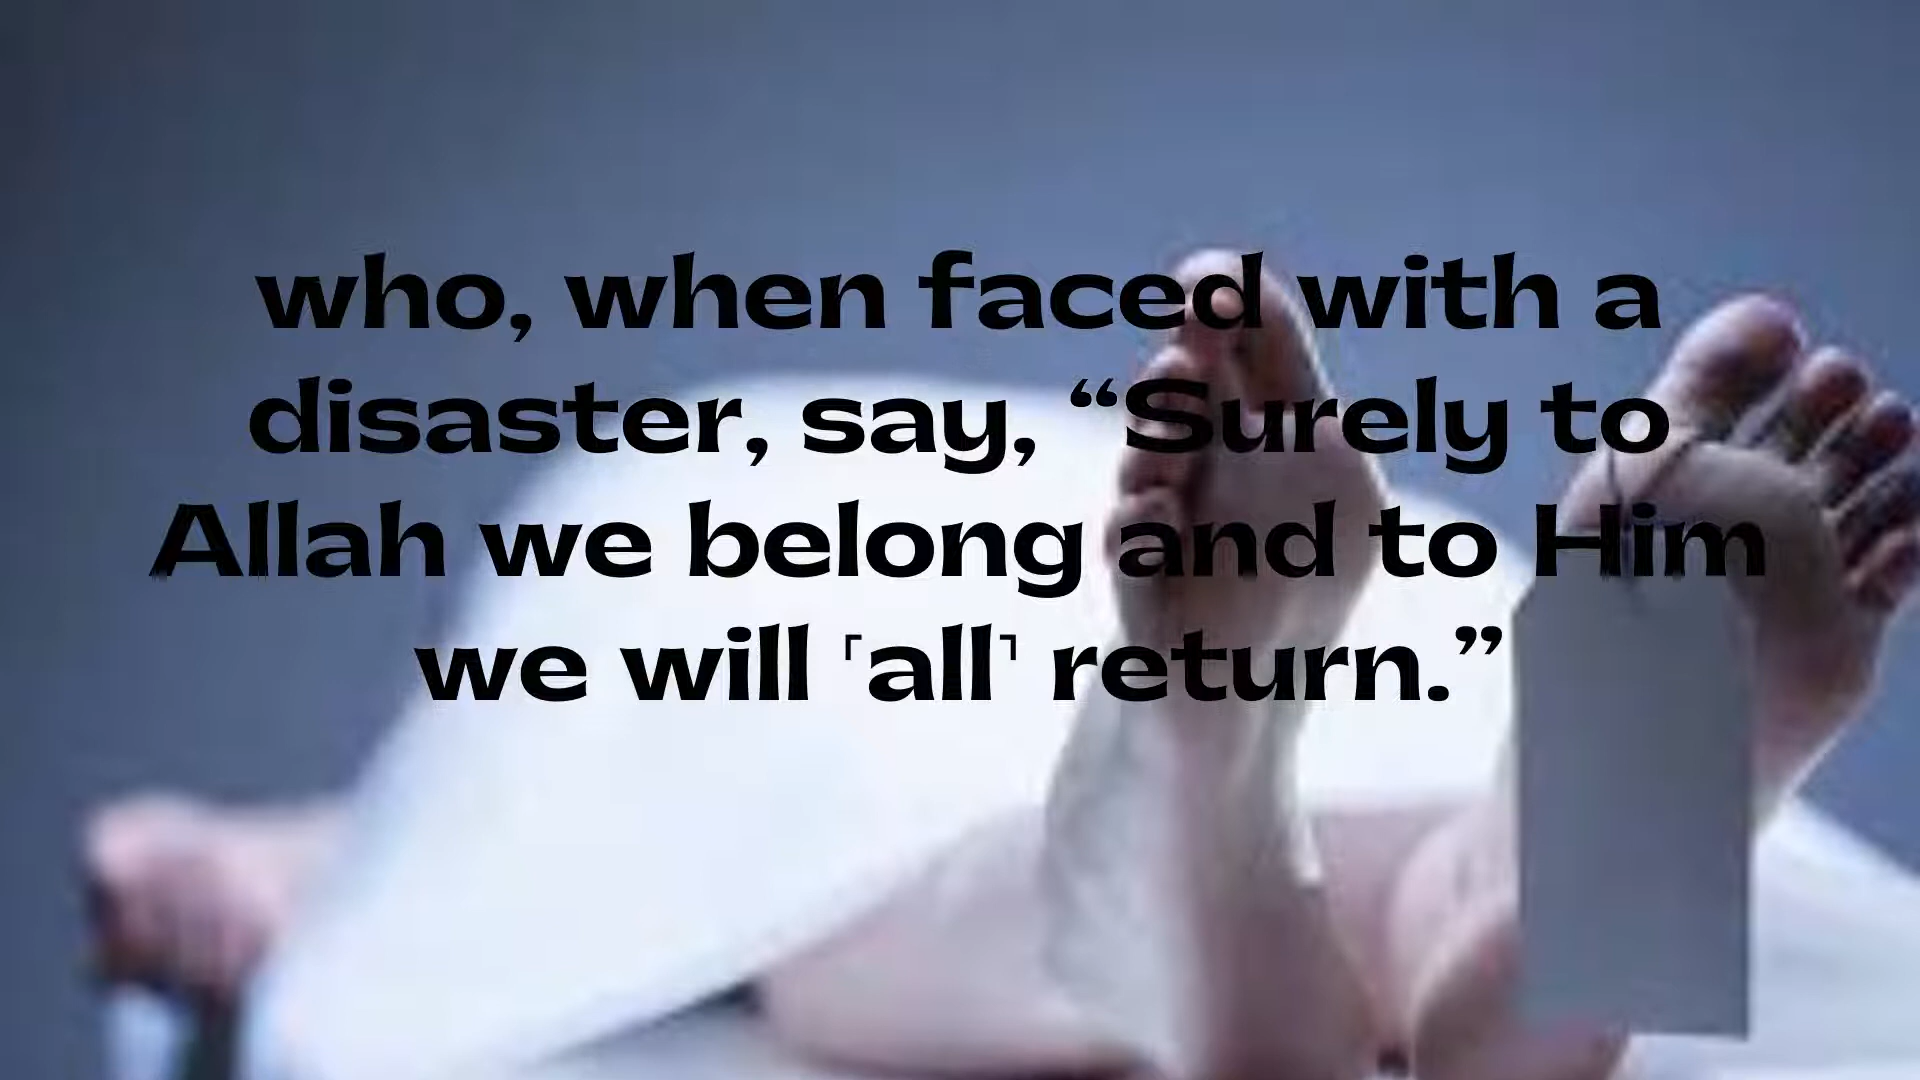 who, when faced with a
disaster, say, “Surely to
Allah we belong and to Him
we will ⸢all⸣ return.”